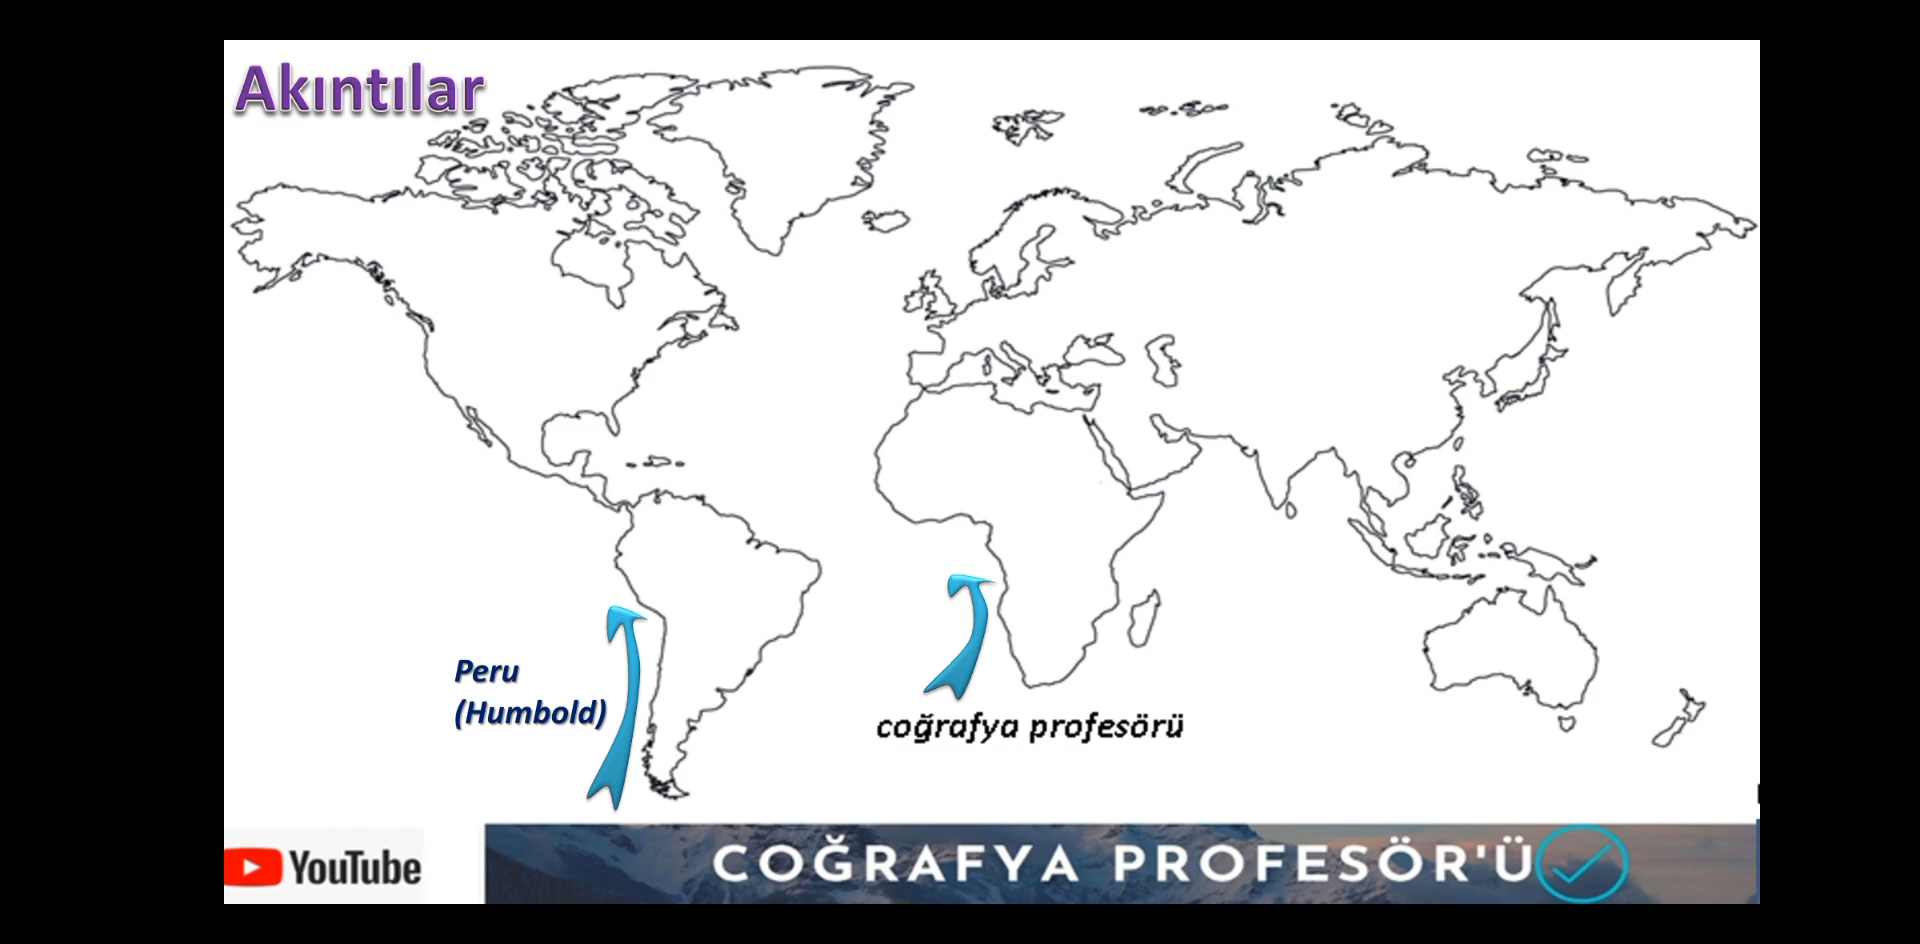 Akıntılar
Peru
(Humbold)
coğrafya profesörü
YouTube
COĞRAFYA PROFESÖR'Ü